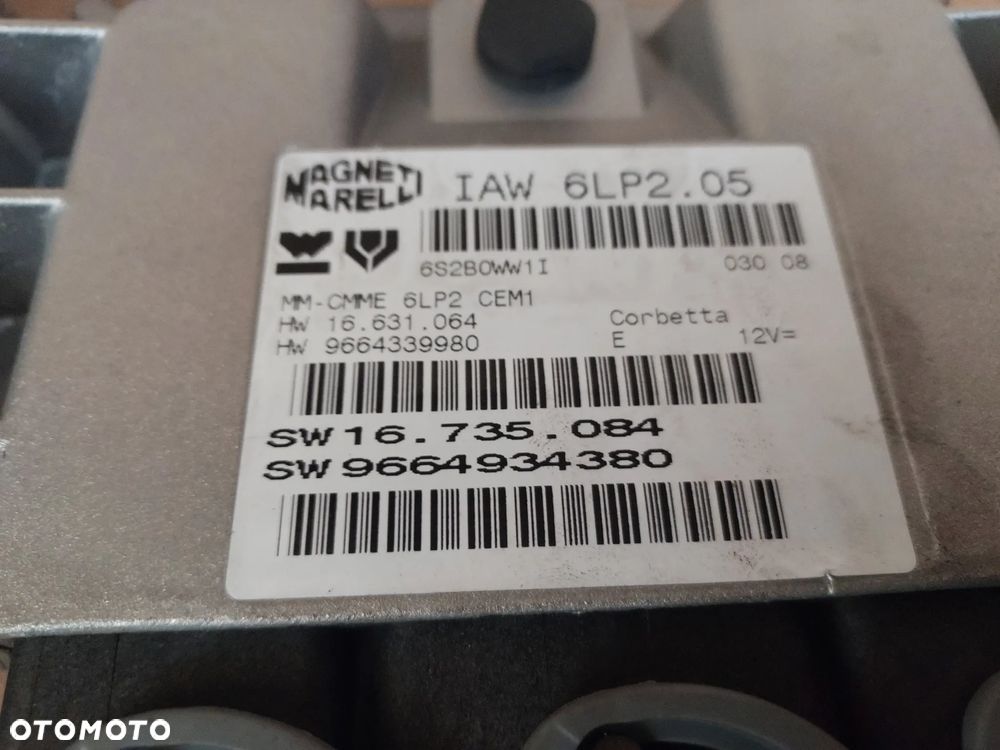 MAGNETI
MARELLI
IAW 6LP2.05
6S2B0WW1I 030 08
MM-CMME 6LP2 CEM1
HW 16.631.064 Corbetta
HW 9664339980 E 12V=
SW 16.735.084
SW 9664934380
OTOMOTO